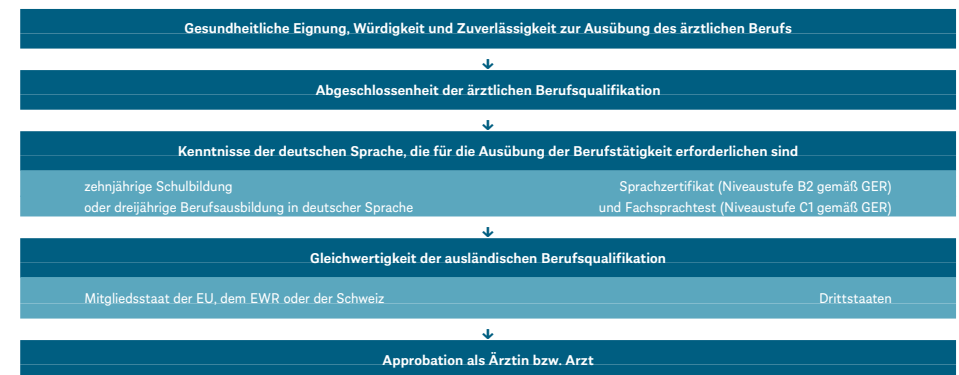 Gesundheitliche Eignung, Würdigkeit und Zuverlässigkeit zur Ausübung des ärztlichen Berufs
↓
Abgeschlossenheit der ärztlichen Berufsqualifikation
↓
Kenntnisse der deutschen Sprache, die für die Ausübung der Berufstätigkeit erforderlichen sind
zehnjährige Schulbildung
oder dreijährige Berufsausbildung in deutscher Sprache
Sprachzertifikat (Niveaustufe B2 gemäß GER)
und Fachsprachtest (Niveaustufe C1 gemäß GER)
↓
Gleichwertigkeit der ausländischen Berufsqualifikation
Mitgliedsstaat der EU, dem EWR oder der Schweiz
Drittstaaten
↓
Approbation als Ärztin bzw. Arzt